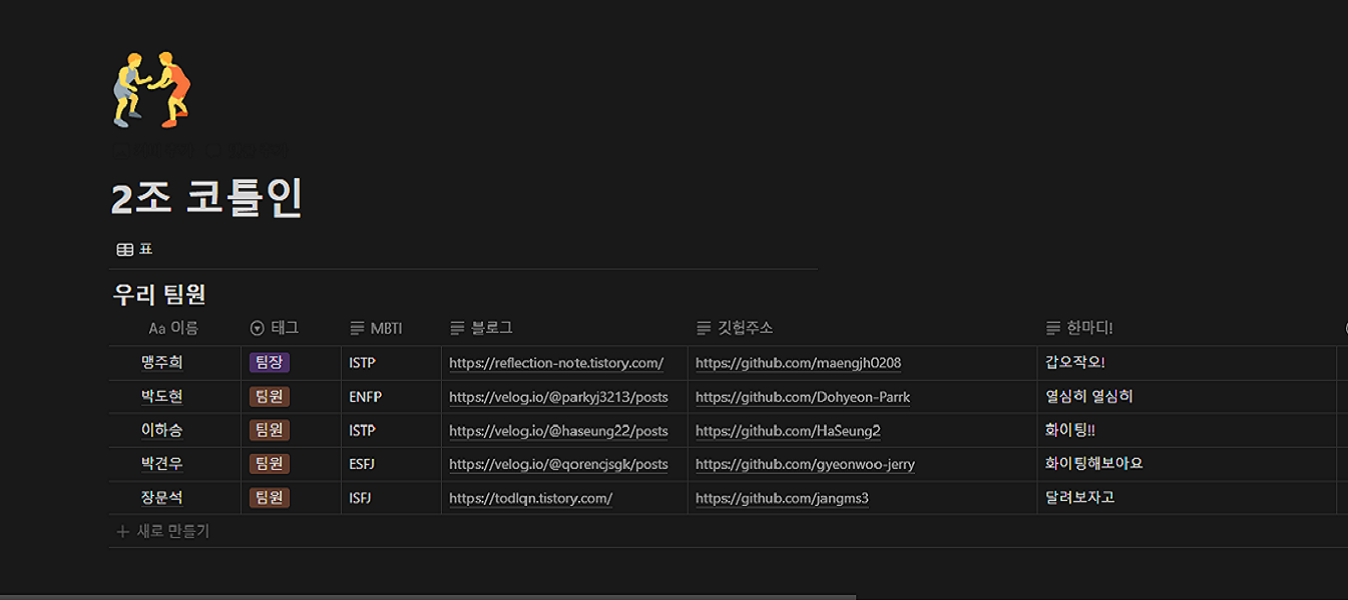 2조 코틀인
표
우리 팀원
Aa 이름 태그 MBTI 블로그 깃헙주소 한마디!
맹주희 팀장 ISTP https://reflection-note.tistory.com/ https://github.com/maengjh0208 갑오작오!
박도현 팀원 ENFP https://velog.io/@parkyj3213/posts https://github.com/Dohyeon-Parrk 열심히 열심히
이하승 팀원 ISTP https://velog.io/@haseung22/posts https://github.com/HaSeung2 화이팅!!
박견우 팀원 ESFJ https://velog.io/@qorencjsgk/posts https://github.com/gyeonwoo-jerry 화이팅해보아요
장문석 팀원 ISFJ https://todlqn.tistory.com/ https://github.com/jangms3 달려보자고
+ 새로 만들기